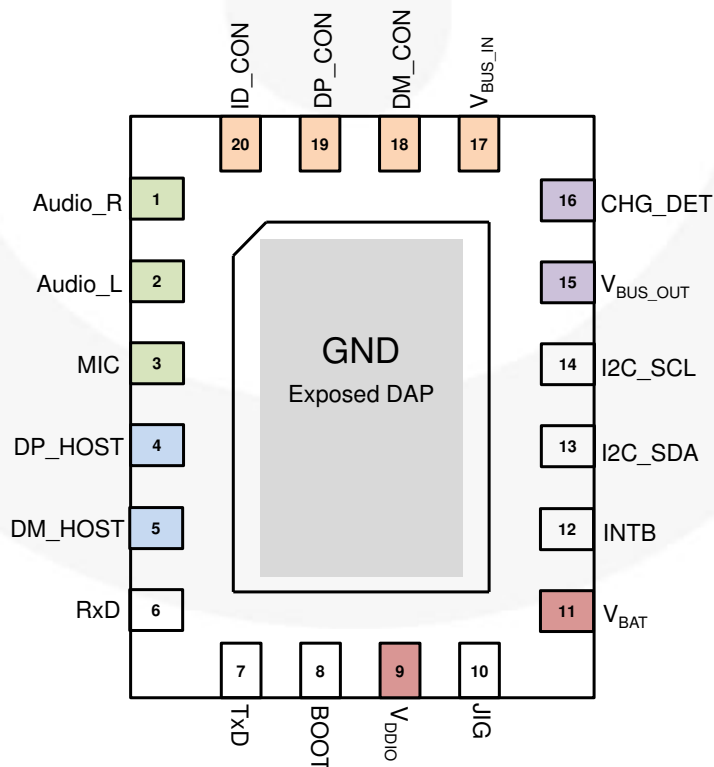 ID_CON
DP_CON
DM_CON
VBUS_IN
20
19
18
17
Audio_R
1
16
CHG_DET
Audio_L
2
15
VBUS_OUT
MIC
3
GND
Exposed DAP
14
I2C_SCL
DP_HOST
4
13
I2C_SDA
DM_HOST
5
12
INTB
RxD
6
11
VBAT
7
8
9
10
TxD
BOOT
VDDIO
JIG